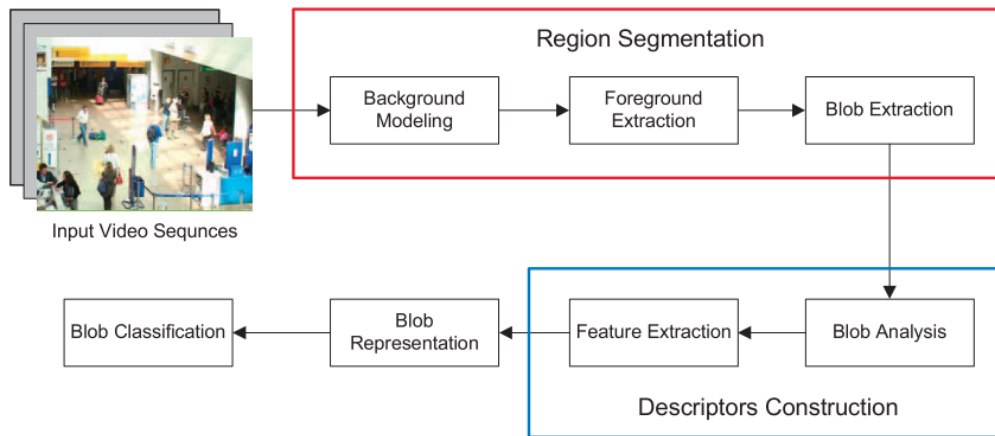 Region Segmentation
Background
Modeling
Foreground
Extraction
Blob Extraction
Input Video Sequnces
Blob Classification
Blob
Representation
Feature Extraction
Blob Analysis
Descriptors Construction